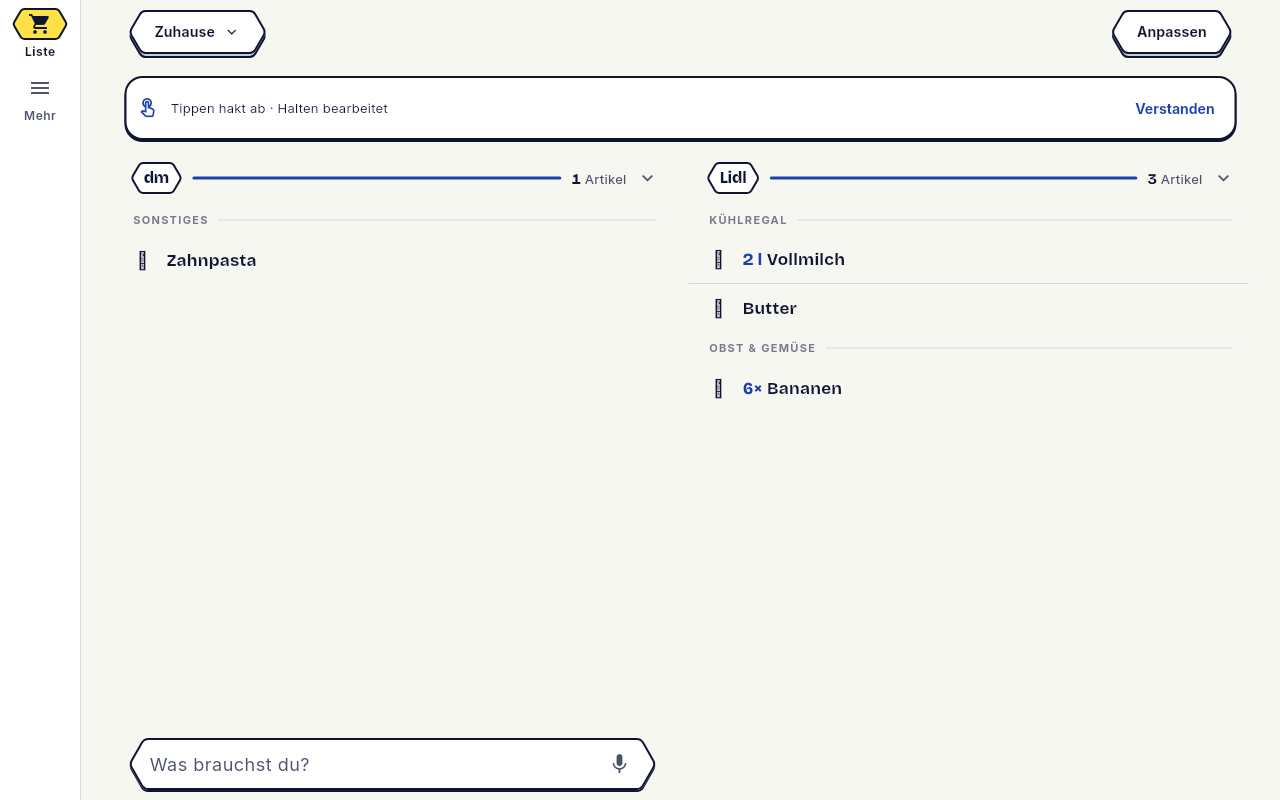 Liste
Mehr
Zuhause
Anpassen
Tippen hakt ab · Halten bearbeitet
Verstanden
dm
1 Artikel
SONSTIGES
Zahnpasta
Lidl
3 Artikel
KÜHLREGAL
2 l Vollmilch
Butter
OBST & GEMÜSE
6× Bananen
Was brauchst du?